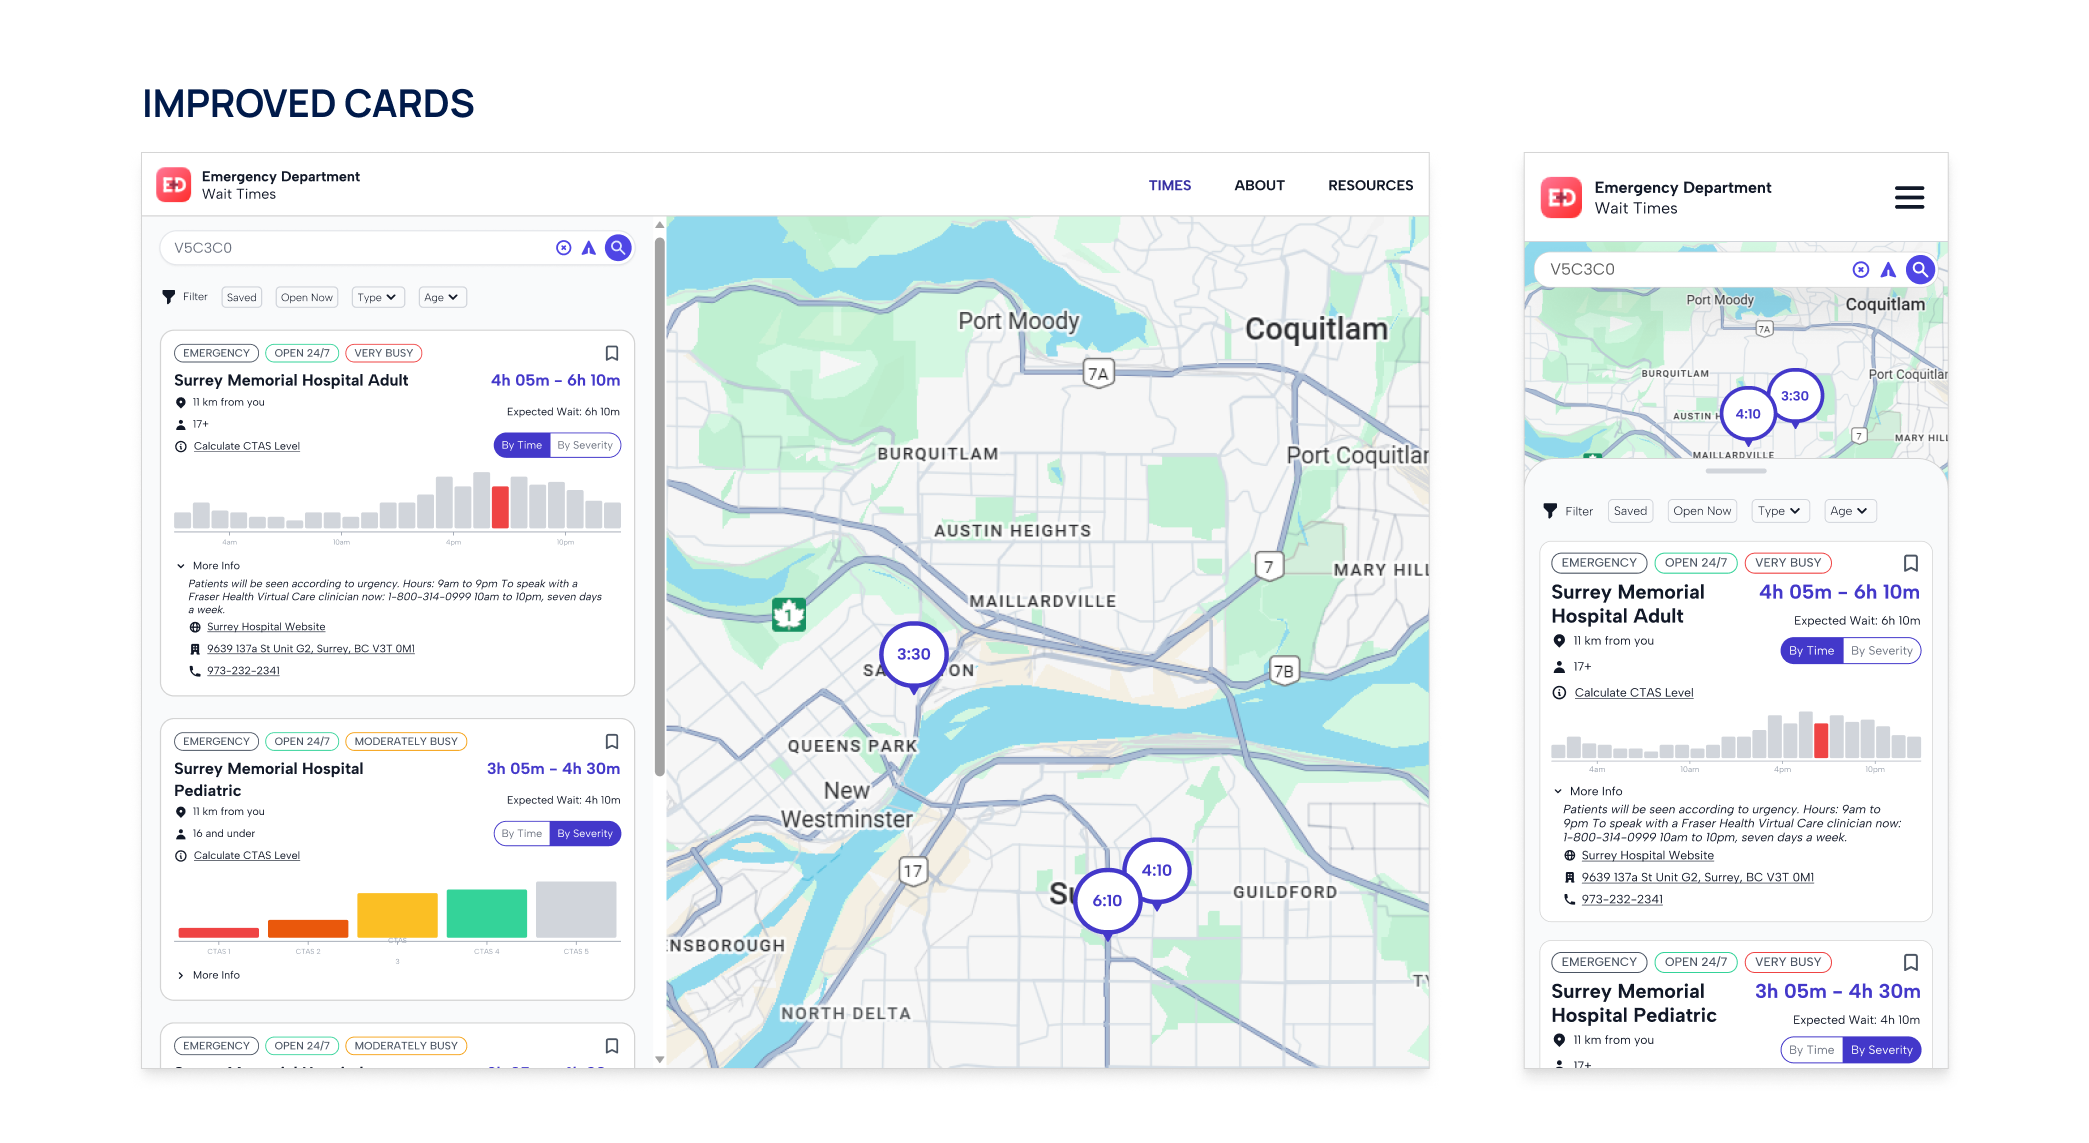 IMPROVED CARDS
ED
Emergency Department
Wait Times
TIMES
ABOUT
RESOURCES
V5C3C0
Filter
Saved
Open Now
Type
Age
EMERGENCY
OPEN 24/7
VERY BUSY
Surrey Memorial Hospital Adult
4h 05m - 6h 10m
11 km from you
Expected Wait: 6h 10m
17+
Calculate CTAS Level
By Time
By Severity
4am
10am
4pm
10pm
More Info
Patients will be seen according to urgency. Hours: 9am to 9pm To speak with a
Fraser Health Virtual Care clinician now: 1-800-314-0999 10am to 10pm, seven days
a week.
Surrey Hospital Website
9639 137a St Unit G2, Surrey, BC V3T 0M1
973-232-2341
EMERGENCY
OPEN 24/7
MODERATELY BUSY
Surrey Memorial Hospital
Pediatric
3h 05m - 4h 30m
11 km from you
Expected Wait: 4h 10m
16 and under
Calculate CTAS Level
By Time
By Severity
CTAS 1
CTAS 2
CTAS
3
CTAS 4
CTAS 5
More Info
EMERGENCY
OPEN 24/7
MODERATELY BUSY
Port Moody
Coquitlam
7A
BURQUITLAM
Port Coquitlar
AUSTIN HEIGHTS
7
MARY HILL
MAILLARDVILLE
1
3:30
SA
ON
7B
QUEENS PARK
New
Westminster
17
4:10
6:10
GUILDFORD
NSBOROUGH
NORTH DELTA
ED
Emergency Department
Wait Times
V5C3C0
Port Moody
Coquitlam
7A
BURQUITLAM
Port Coquitlar
3:30
4:10
AUSTIN H
7
MARY HILL
MAILLARDVILLE
Filter
Saved
Open Now
Type
Age
EMERGENCY
OPEN 24/7
VERY BUSY
Surrey Memorial
Hospital Adult
4h 05m - 6h 10m
Expected Wait: 6h 10m
11 km from you
17+
By Time
By Severity
Calculate CTAS Level
4am
10am
4pm
10pm
More Info
Patients will be seen according to urgency. Hours: 9am to
9pm To speak with a Fraser Health Virtual Care clinician now:
1-800-314-0999 10am to 10pm, seven days a week.
Surrey Hospital Website
9639 137a St Unit G2, Surrey, BC V3T 0M1
973-232-2341
EMERGENCY
OPEN 24/7
VERY BUSY
Surrey Memorial
Hospital Pediatric
3h 05m - 4h 30m
Expected Wait: 4h 10m
11 km from you
By Time
By Severity
17+